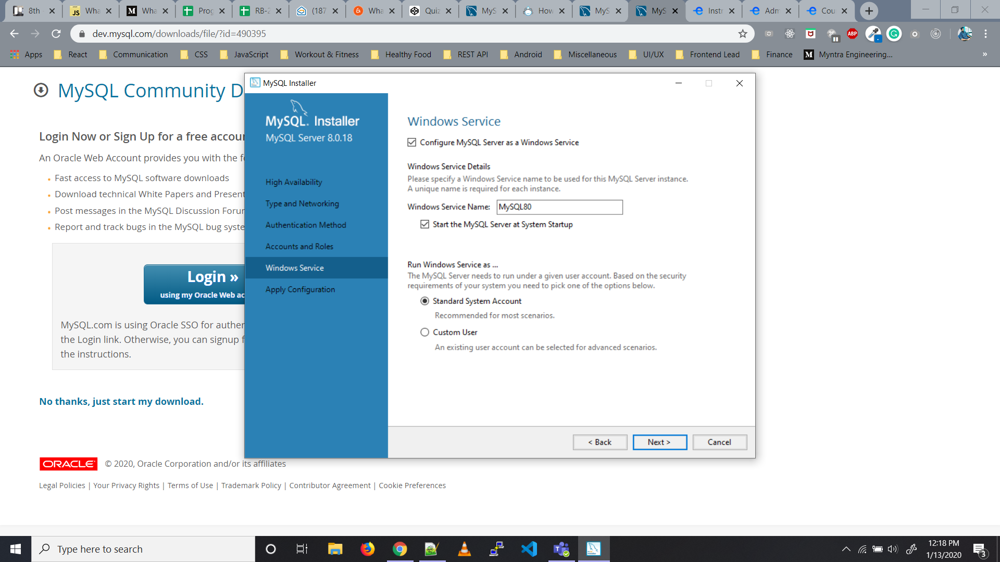 8th
Wha
Wha
Prog
RB-2
(187
Wha
Quiz
MyS
How
MyS
MyS
Instr
Adm
Cou
dev.mysql.com/downloads/file/?id=490395
ABP
Apps
React
Communication
CSS
JavaScript
Workout & Fitness
Healthy Food
REST API
Android
Miscellaneous
UI/UX
Frontend Lead
Finance
Myntra Engineering...
»
MySQL Community D
Login Now or Sign Up for a free accoun
An Oracle Web Account provides you with the fo
• Fast access to MySQL software downloads
• Download technical White Papers and Present
• Post messages in the MySQL Discussion Forur
• Report and track bugs in the MySQL bug syste
Login »
using my Oracle Web ac
MySQL.com is using Oracle SSO for auther
the Login link. Otherwise, you can signup f
the instructions.
No thanks, just start my download.
ORACLE
© 2020, Oracle Corporation and/or its affiliates
Legal Policies | Your Privacy Rights | Terms of Use | Trademark Policy | Contributor Agreement | Cookie Preferences
MySQL Installer
MySQL. Installer
MySQL Server 8.0.18
High Availability
Type and Networking
Authentication Method
Accounts and Roles
Windows Service
Apply Configuration
Windows Service
Configure MySQL Server as a Windows Service
Windows Service Details
Please specify a Windows Service name to be used for this MySQL Server instance.
A unique name is required for each instance.
Windows Service Name: MySQL80
Start the MySQL Server at System Startup
Run Windows Service as ...
The MySQL Server needs to run under a given user account. Based on the security
requirements of your system you need to pick one of the options below.
Standard System Account
Recommended for most scenarios.
Custom User
An existing user account can be selected for advanced scenarios.
< Back
Next >
Cancel
Type here to search
12:18 PM
1/13/2020
3